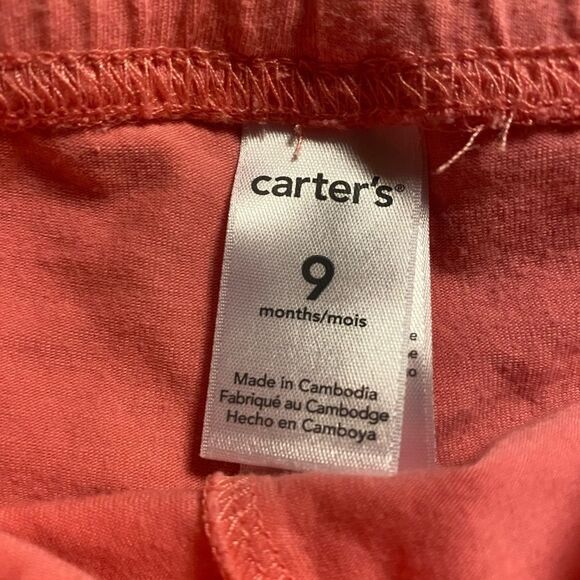 carter's®
9
months/mois
e
e
o
Made in Cambodia
Fabriqué au Cambodge
Hecho en Camboya